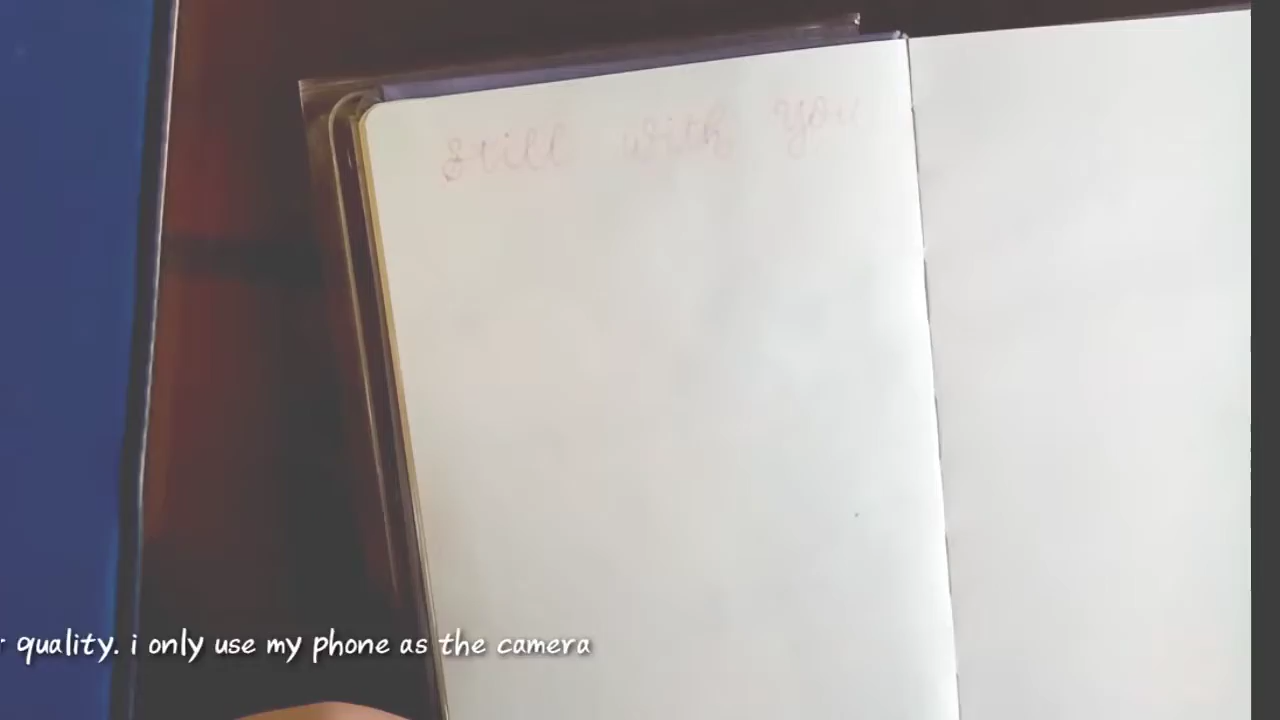 still with you
quality. i only use my phone as the camera